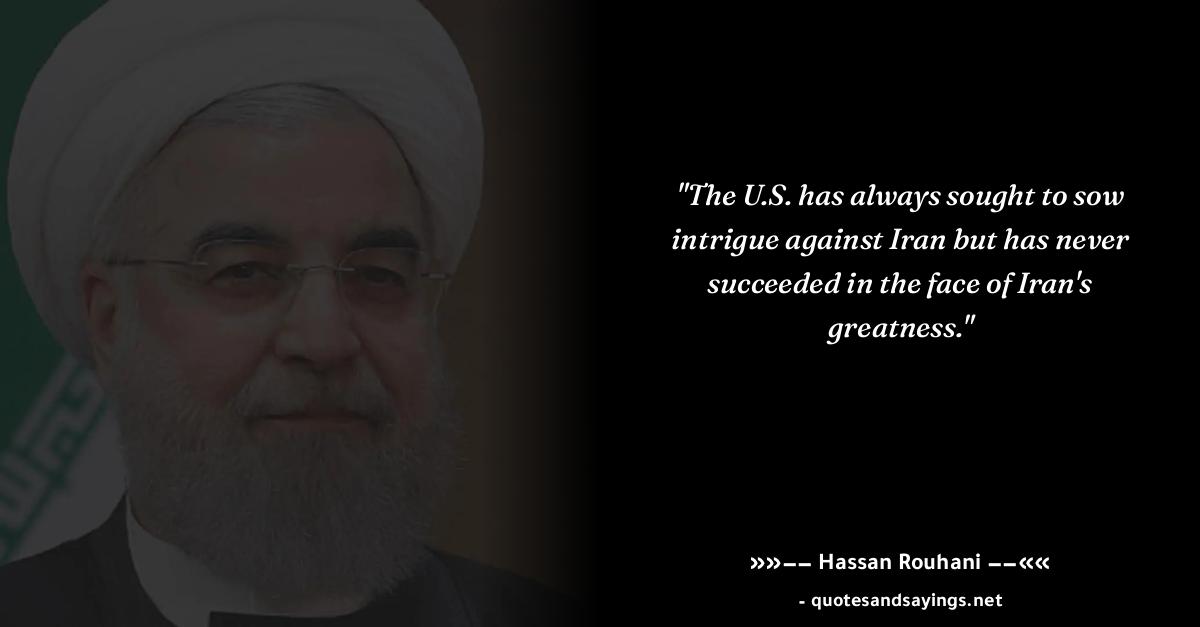 "The U.S. has always sought to sow
intrigue against Iran but has never
succeeded in the face of Iran's
greatness."
»»–– Hassan Rouhani ––««
- quotesandsayings.net